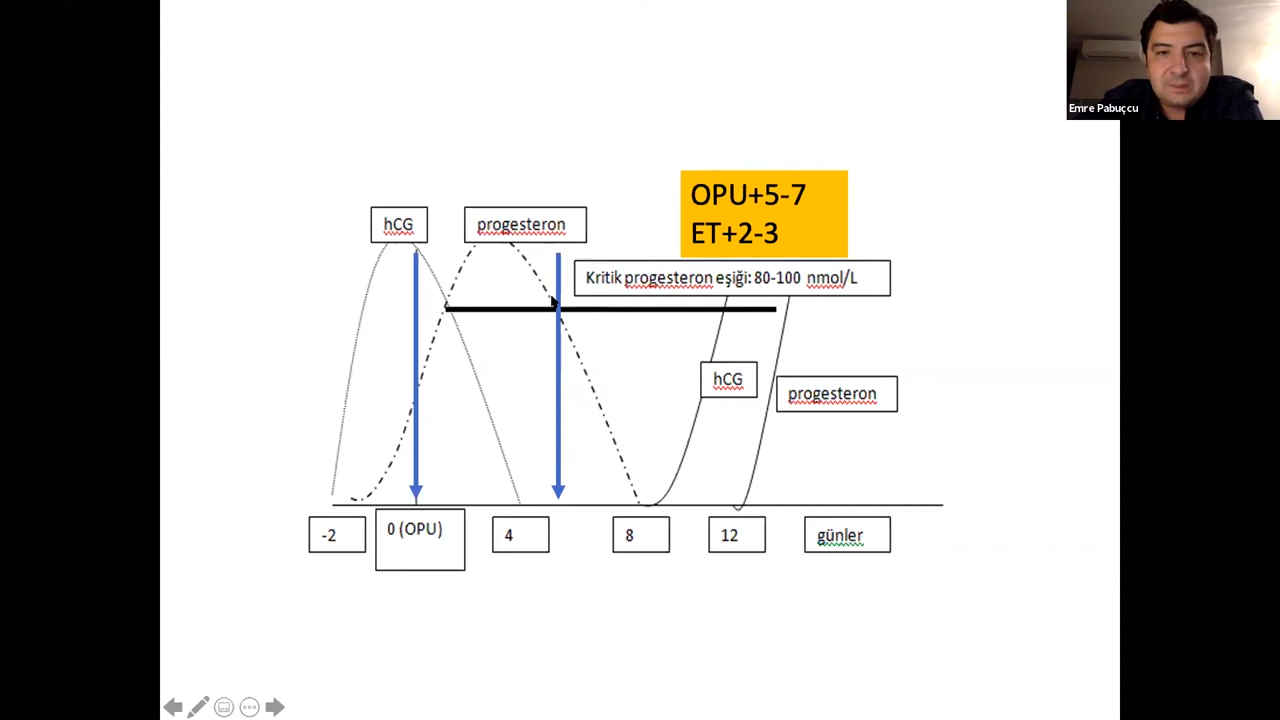 Emre Pabuçcu
OPU+5-7
ET+2-3
hCG
progesteron
Kritik progesteron eşiği: 80-100 nmol/L
hCG
progesteron
-2
0 (OPU)
4
8
12
günler